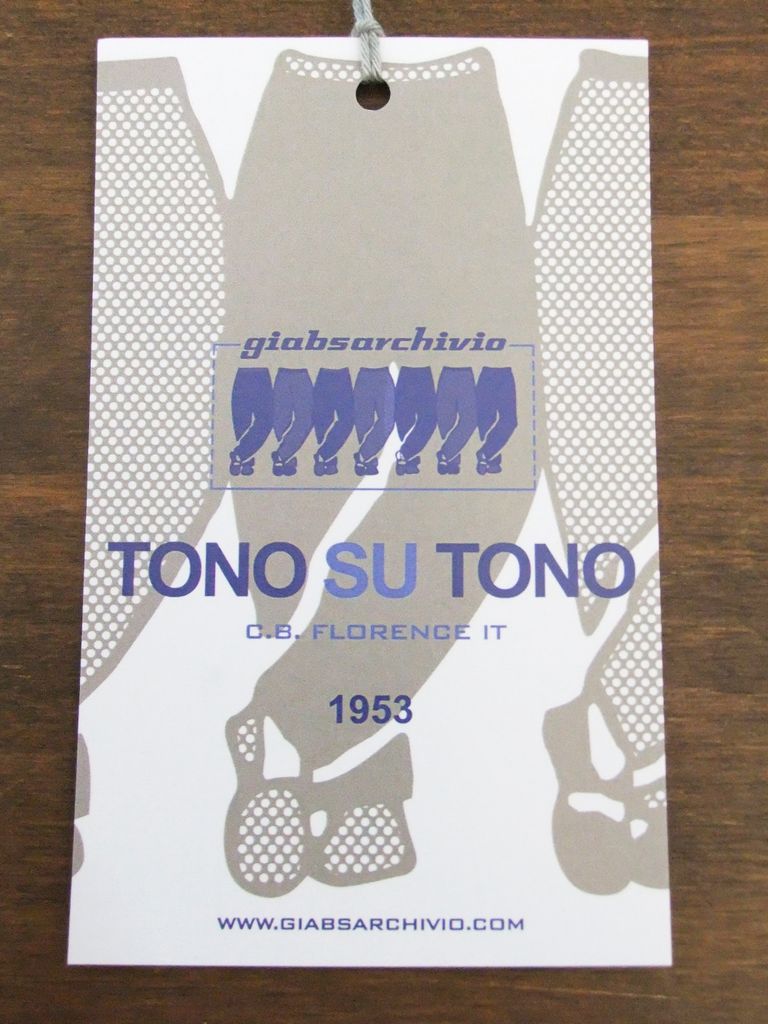 giabsarchivio
TONO SU TONO
C.B. FLORENCE IT
1953
WWW.GIABSARCHIVIO.COM